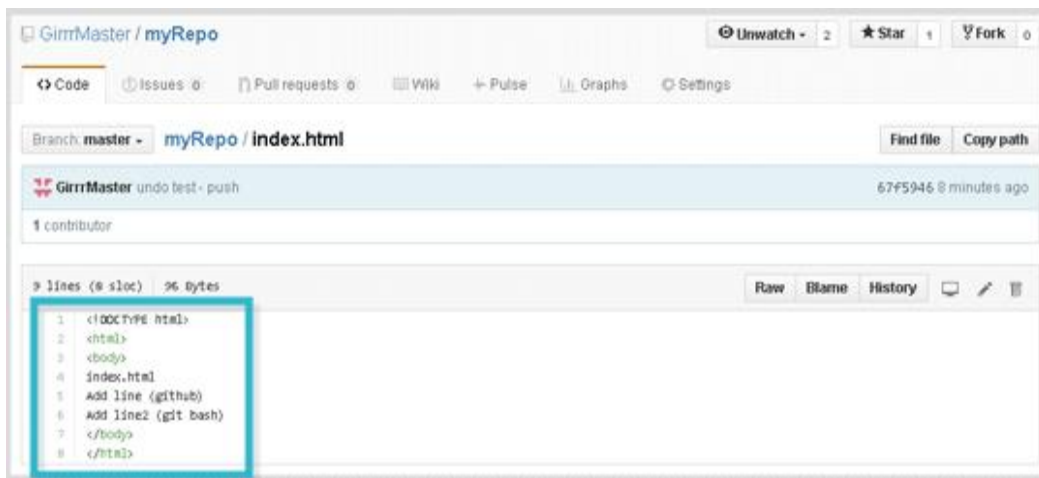 GirrrMaster / myRepo
Unwatch 2 Star 1 Fork 0
Code Issues 0 Pull requests 0 Wiki Pulse Graphs Settings
Branch: master myRepo / index.html Find file Copy path
GirrrMaster undo test - push 67f5946 8 minutes ago
1 contributor
9 lines (8 sloc) 96 Bytes Raw Blame History
1 <!DOCTYPE html>
2 <html>
3 <body>
4 index.html
5 Add line (github)
6 Add line2 (git bash)
7 </body>
8 </html>